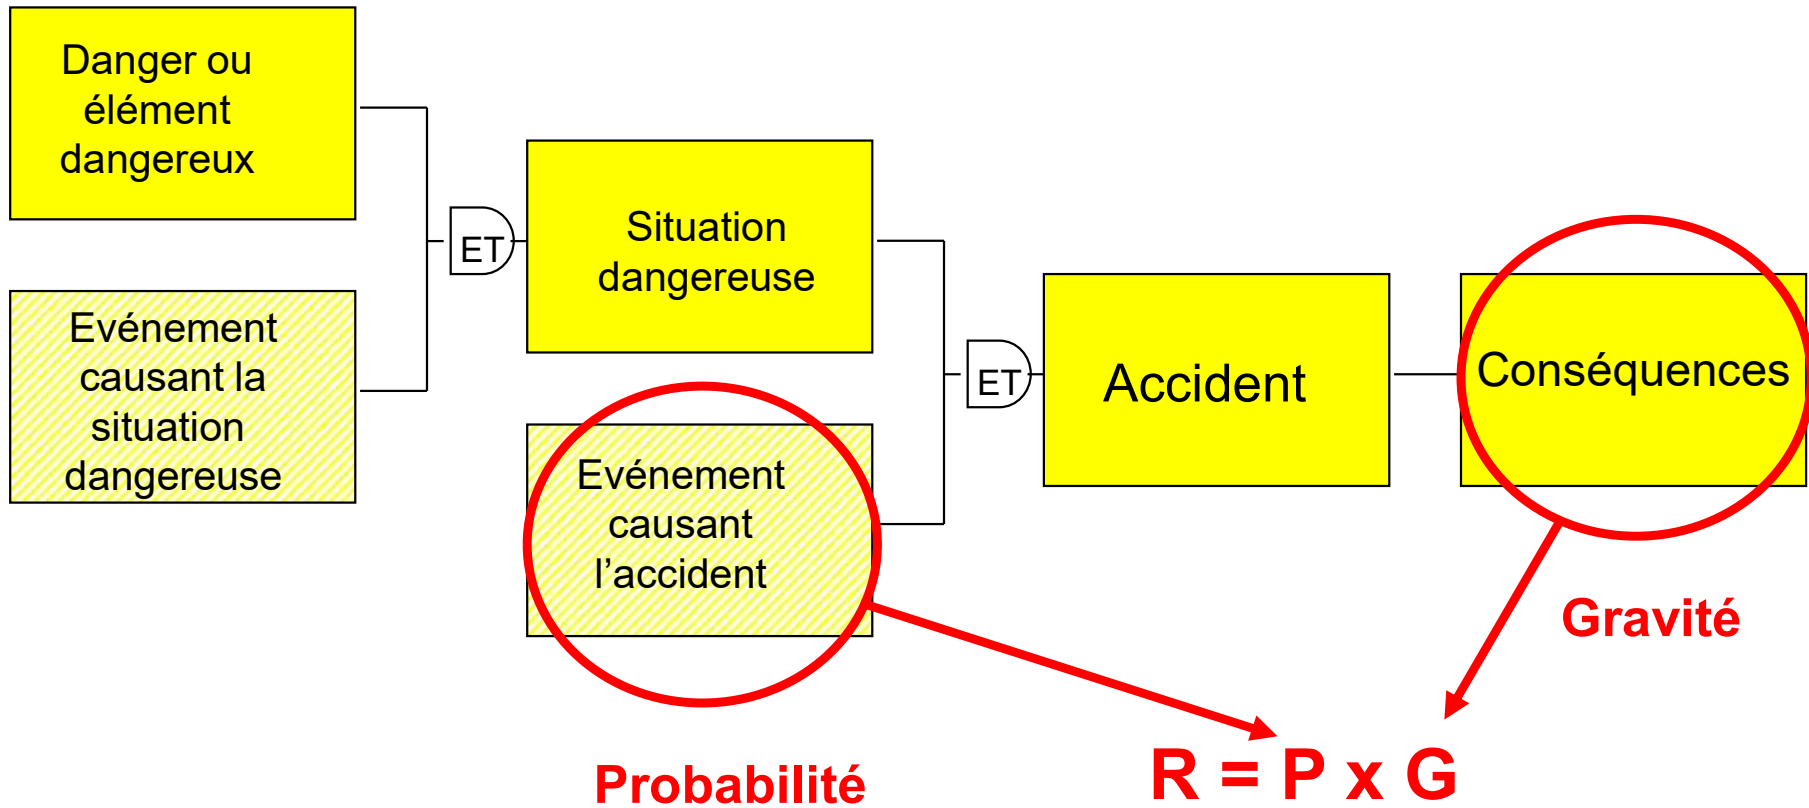 Danger ou
élément
dangereux
Evénement
causant la
situation
dangereuse
ET
Situation
dangereuse
Evénement
causant
l’accident
ET
Accident
Conséquences
Gravité
Probabilité
R = P x G